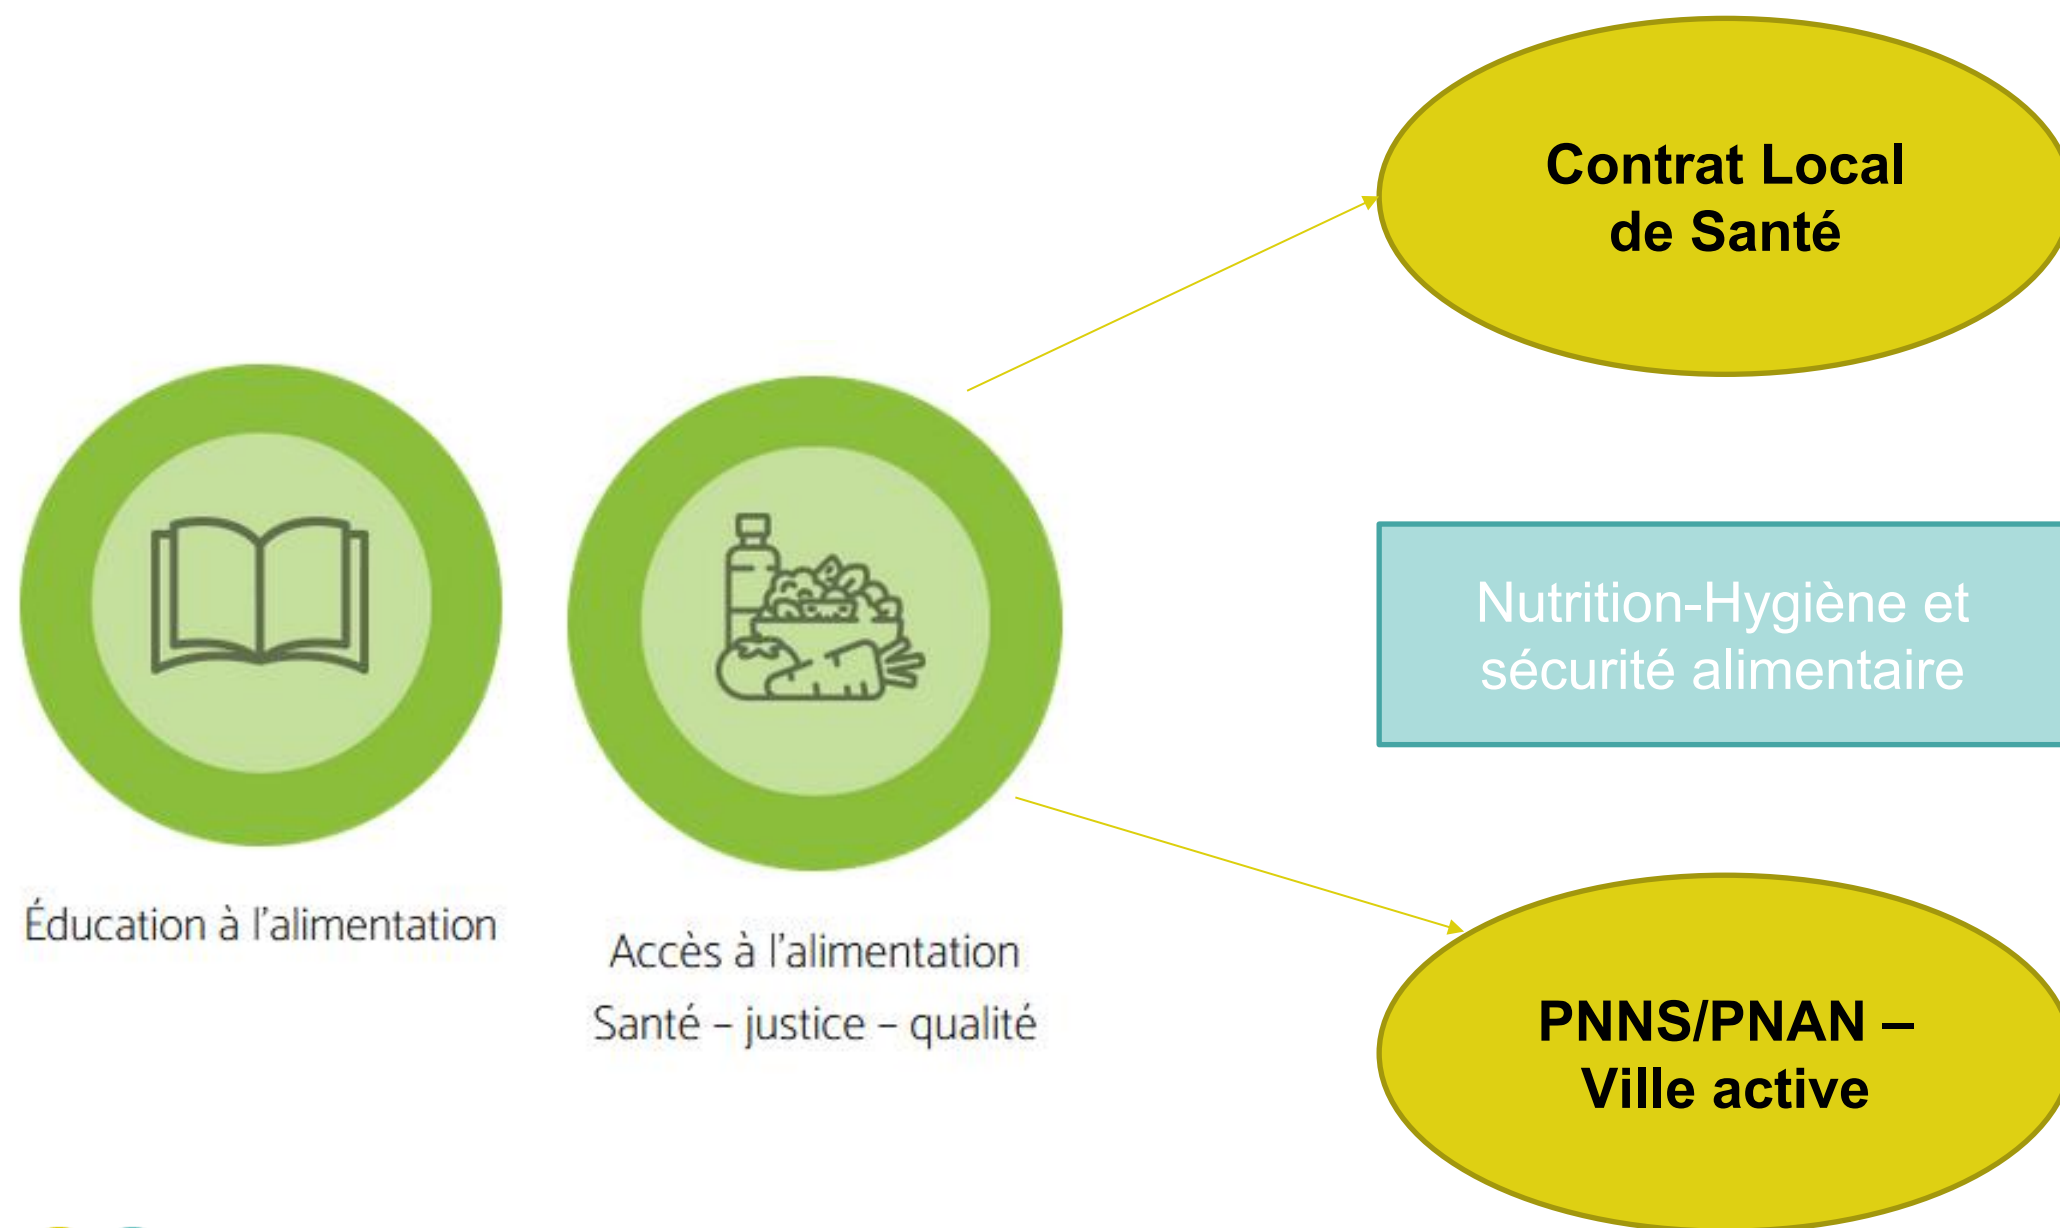 Contrat Local
de Santé
Nutrition-Hygiène et
sécurité alimentaire
Éducation à l'alimentation
Accès à l'alimentation
Santé – justice – qualité
PNNS/PNAN –
Ville active